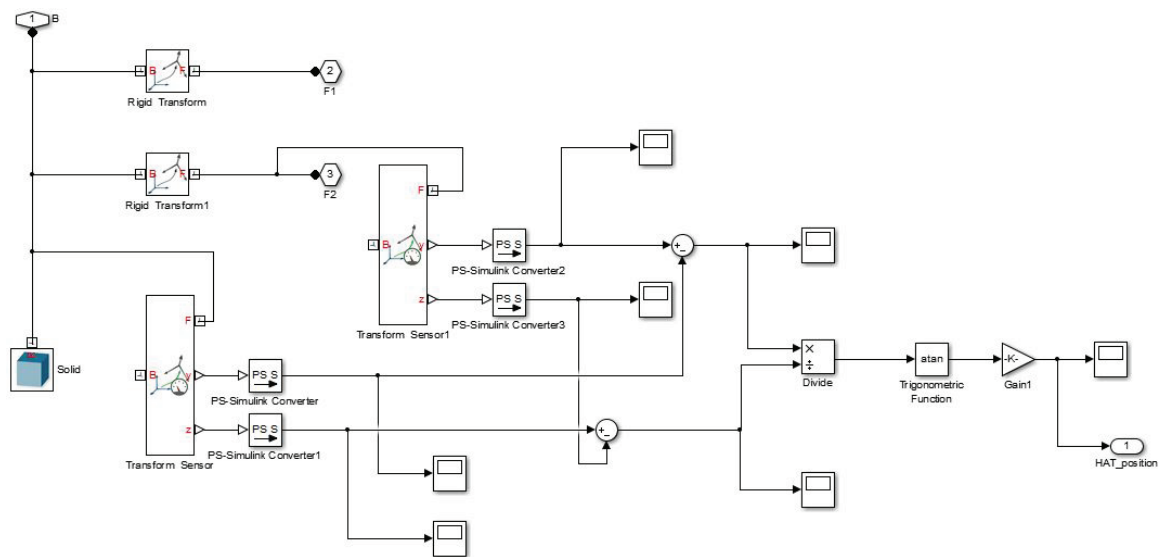 1
B
B
F
2
Rigid Transform
F1
B
F
3
Rigid Transform1
F2
F
B
y
PS S
PS-Simulink Converter2
+
-
z
PS S
PS-Simulink Converter3
Transform Sensor1
F
Solid
B
y
PS S
PS-Simulink Converter
z
PS S
PS-Simulink Converter1
Transform Sensor
+
-
×
÷
Divide
atan
Trigonometric
Function
-K-
Gain1
1
HAT_position